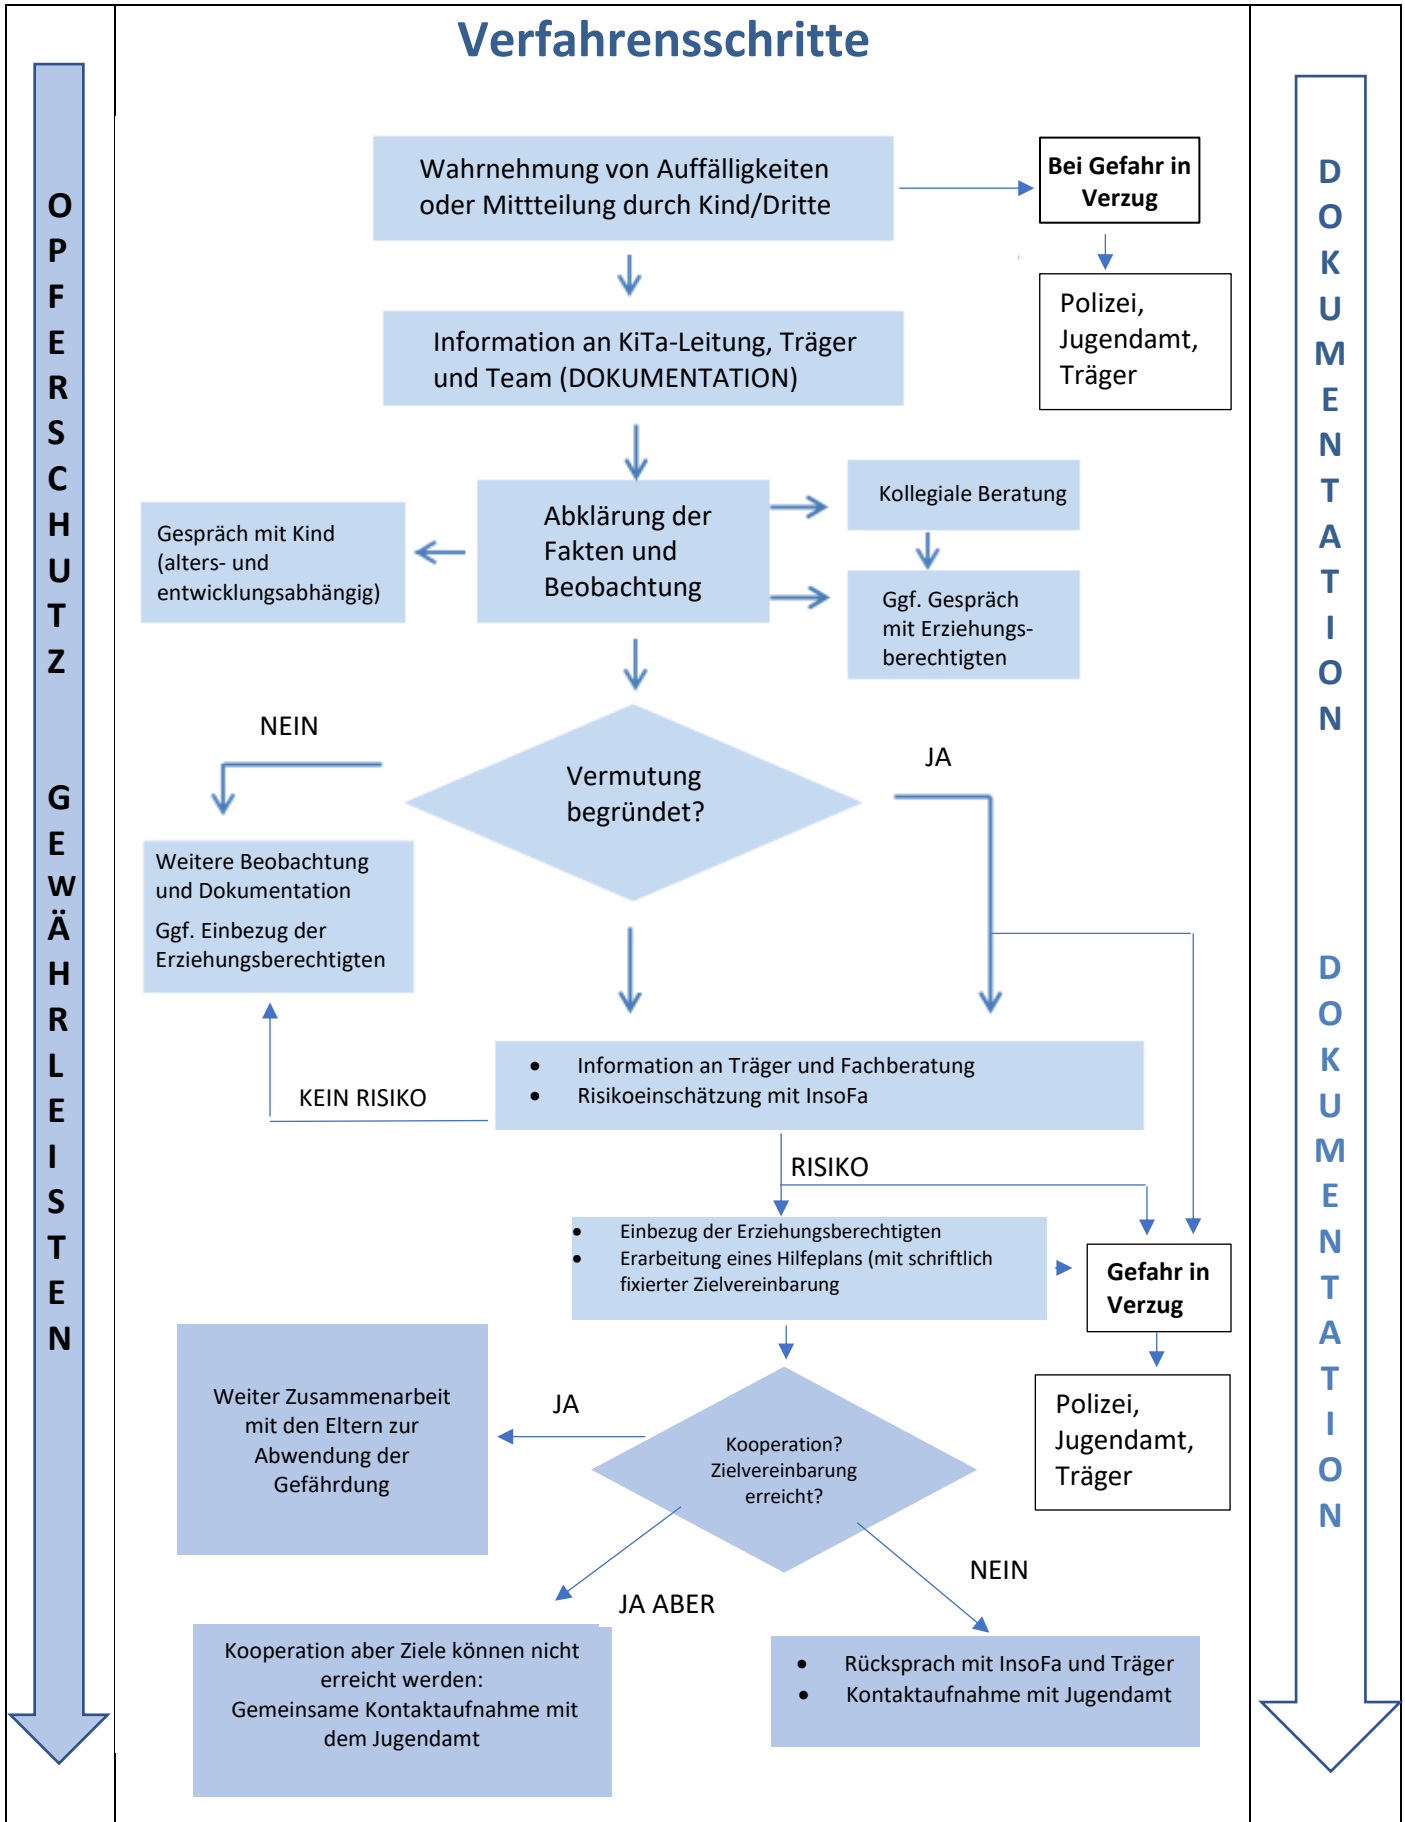 Verfahrensschritte
OPFERSCHUTZ
GEWÄHRLEISTEN
Wahrnehmung von Auffälligkeiten
oder Mittteilung durch Kind/Dritte
Bei Gefahr in
Verzug
Polizei,
Jugendamt,
Träger
Information an KiTa-Leitung, Träger
und Team (DOKUMENTATION)
Abklärung der
Fakten und
Beobachtung
Gespräch mit Kind
(alters- und
entwicklungsabhängig)
Kollegiale Beratung
Ggf. Gespräch
mit Erziehungs-
berechtigten
NEIN
Vermutung
begründet?
JA
Weitere Beobachtung
und Dokumentation
Ggf. Einbezug der
Erziehungsberechtigten
• Information an Träger und Fachberatung
• Risikoeinschätzung mit InsoFa
KEIN RISIKO
RISIKO
• Einbezug der Erziehungsberechtigten
• Erarbeitung eines Hilfeplans (mit schriftlich
fixierter Zielvereinbarung
Gefahr in
Verzug
Polizei,
Jugendamt,
Träger
Weiter Zusammenarbeit
mit den Eltern zur
Abwendung der
Gefährdung
JA
Kooperation?
Zielvereinbarung
erreicht?
NEIN
JA ABER
Kooperation aber Ziele können nicht
erreicht werden:
Gemeinsame Kontaktaufnahme mit
dem Jugendamt
• Rücksprach mit InsoFa und Träger
• Kontaktaufnahme mit Jugendamt
DOKUMENTATION
DOKUMENTATION